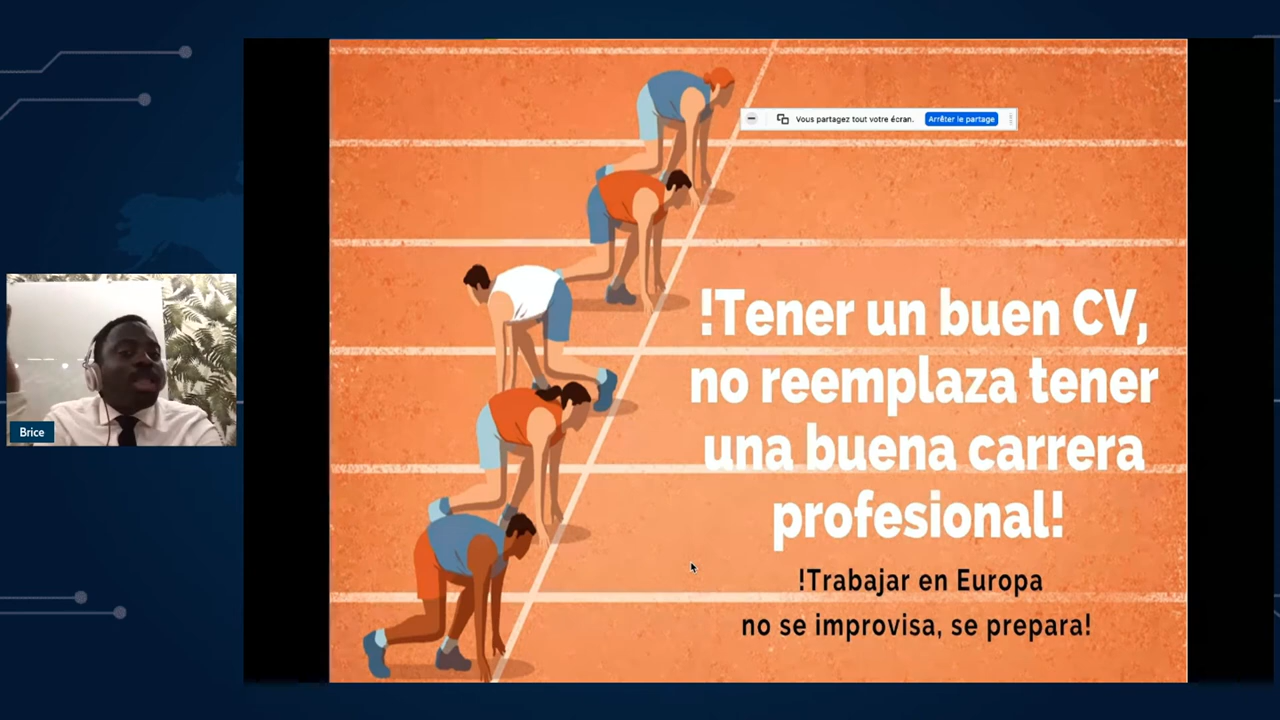 Vous partagez tout votre écran.
Arrêter le partage
!Tener un buen CV,
no reemplaza tener
una buena carrera
profesional!
!Trabajar en Europa
no se improvisa, se prepara!
Brice